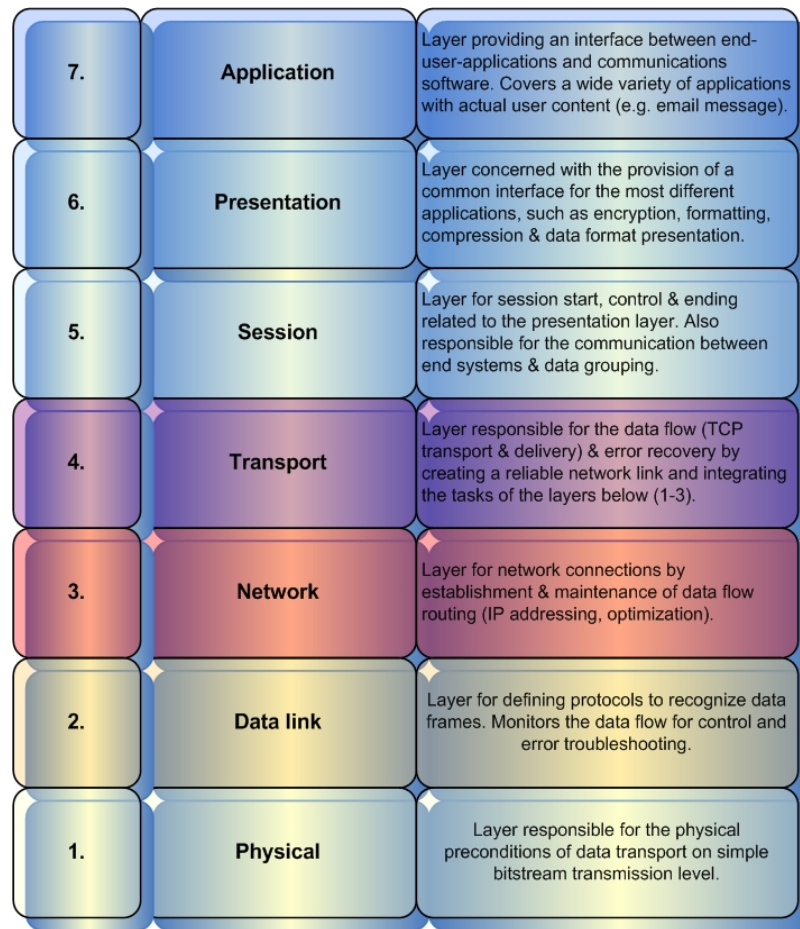 7.
Application
Layer providing an interface between end-
user-applications and communications
software. Covers a wide variety of applications
with actual user content (e.g. email message).
6.
Presentation
Layer concerned with the provision of a
common interface for the most different
applications, such as encryption, formatting,
compression & data format presentation.
5.
Session
Layer for session start, control & ending
related to the presentation layer. Also
responsible for the communication between
end systems & data grouping.
4.
Transport
Layer responsible for the data flow (TCP
transport & delivery) & error recovery by
creating a reliable network link and integrating
the tasks of the layers below (1-3).
3.
Network
Layer for network connections by
establishment & maintenance of data flow
routing (IP addressing, optimization).
2.
Data link
Layer for defining protocols to recognize data
frames. Monitors the data flow for control and
error troubleshooting.
1.
Physical
Layer responsible for the physical
preconditions of data transport on simple
bitstream transmission level.